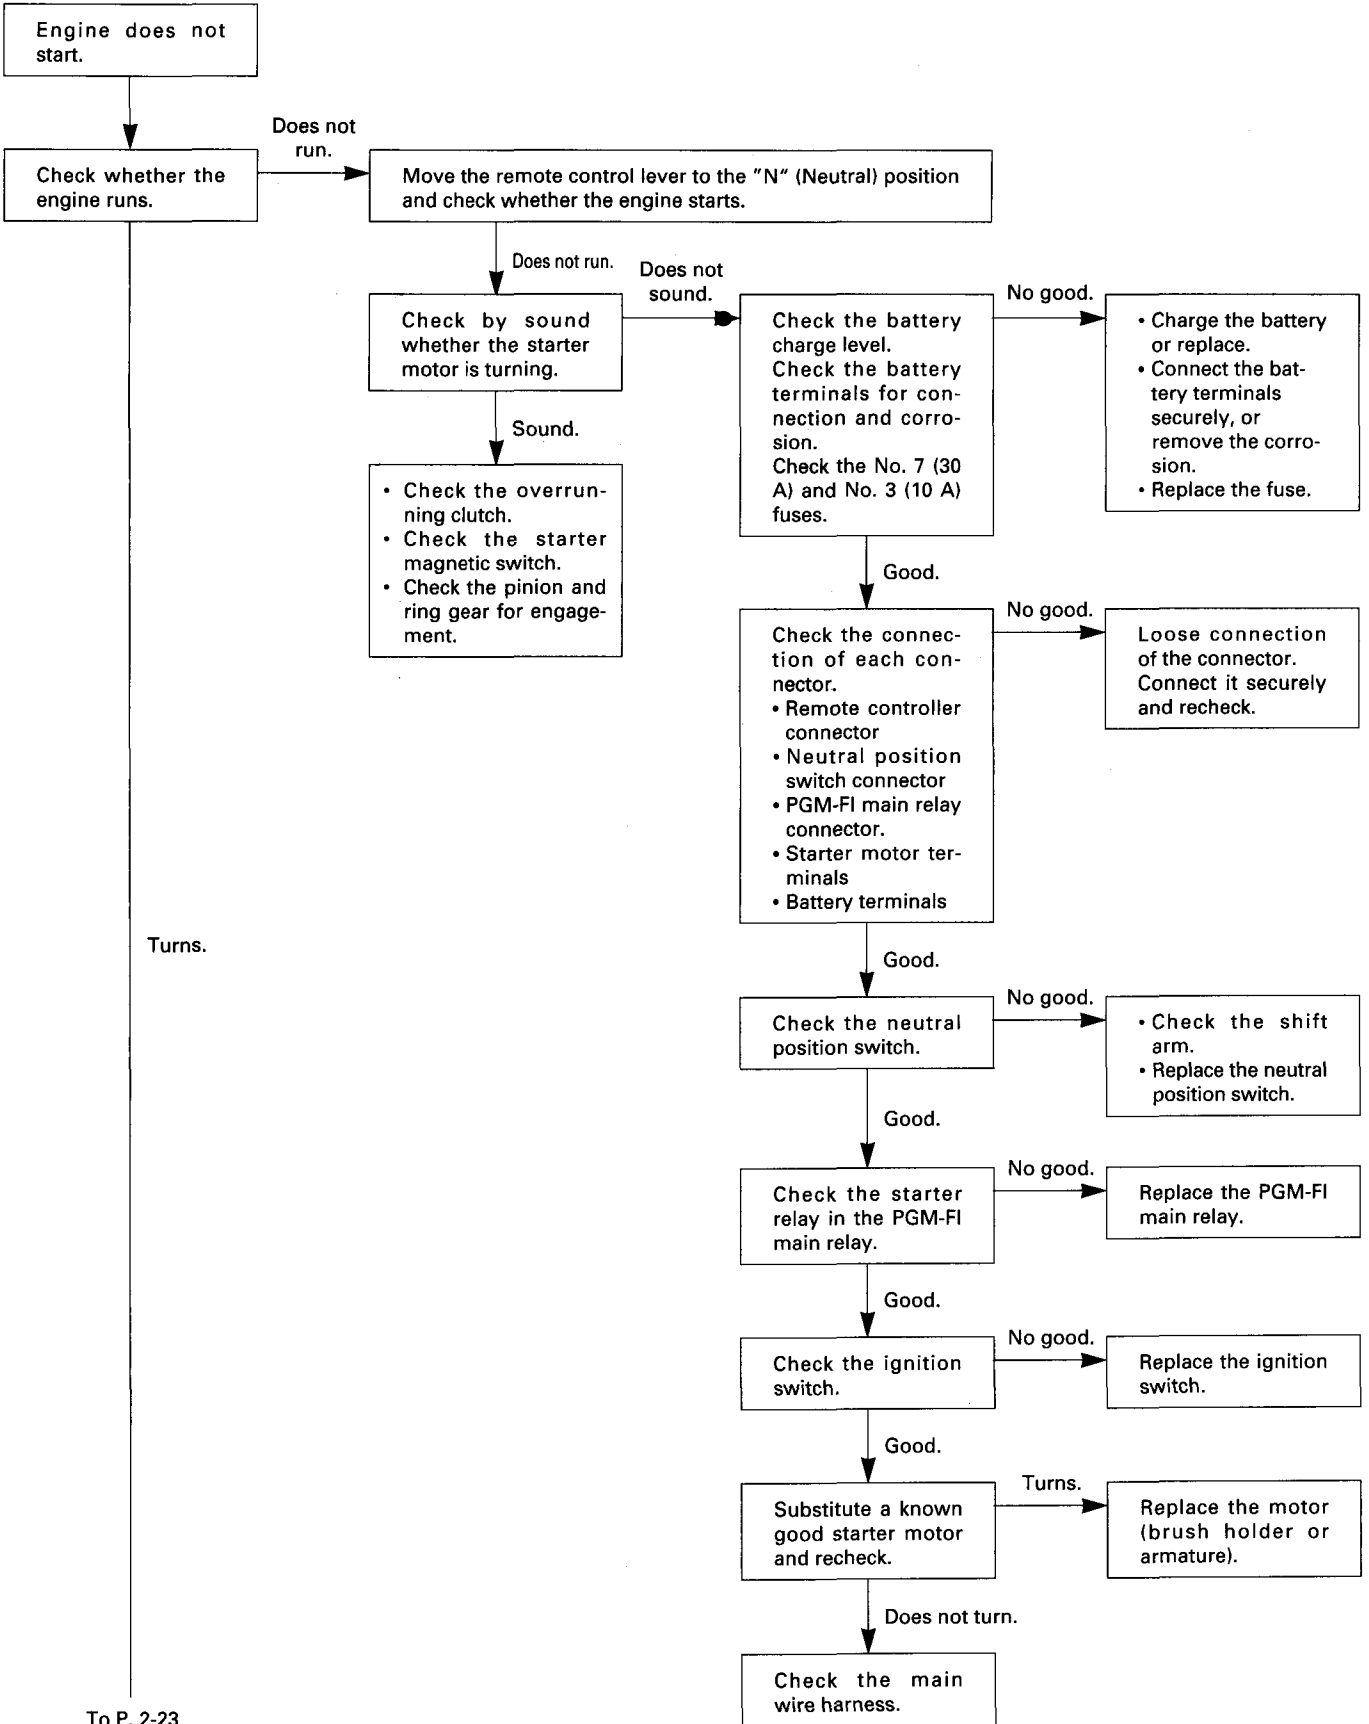 Engine does not
start.
Does not
run.
Check whether the
engine runs.
Move the remote control lever to the "N" (Neutral) position
and check whether the engine starts.
Does not run.
Does not
sound.
Check by sound
whether the starter
motor is turning.
Sound.
• Check the overrun-
ning clutch.
• Check the starter
magnetic switch.
• Check the pinion and
ring gear for engage-
ment.
Check the battery
charge level.
Check the battery
terminals for con-
nection and corro-
sion.
Check the No. 7 (30
A) and No. 3 (10 A)
fuses.
No good.
• Charge the battery
or replace.
• Connect the bat-
tery terminals
securely, or
remove the corro-
sion.
• Replace the fuse.
Good.
Check the connec-
tion of each con-
nector.
• Remote controller
connector
• Neutral position
switch connector
• PGM-FI main relay
connector.
• Starter motor ter-
minals
• Battery terminals
No good.
Loose connection
of the connector.
Connect it securely
and recheck.
Turns.
Good.
Check the neutral
position switch.
No good.
• Check the shift
arm.
• Replace the neutral
position switch.
Good.
Check the starter
relay in the PGM-FI
main relay.
No good.
Replace the PGM-FI
main relay.
Good.
Check the ignition
switch.
No good.
Replace the ignition
switch.
Good.
Substitute a known
good starter motor
and recheck.
Turns.
Replace the motor
(brush holder or
armature).
Does not turn.
Check the main
wire harness.
To P. 2-23